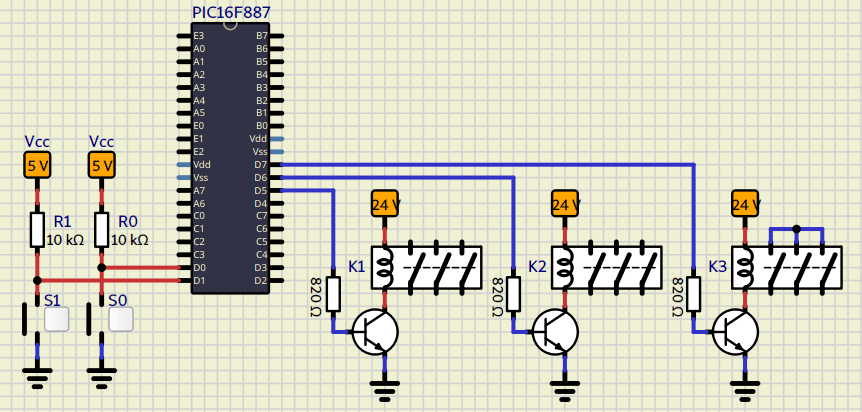 PIC16F887
E3 B7
A0 B6
A1 B5
A2 B4
A3 B3
A4 B2
A5 B1
E0 B0
E1 Vdd
E2 Vss
Vdd D7
Vss D6
A7 D5
A6 D4
C0 C7
C1 C6
C2 C5
C3 C4
D0 D3
D1 D2
Vcc Vcc
5 V 5 V
R1 R0
10 kΩ 10 kΩ
S1 S0
24 V 24 V 24 V
K1 K2 K3
820 Ω 820 Ω 820 Ω